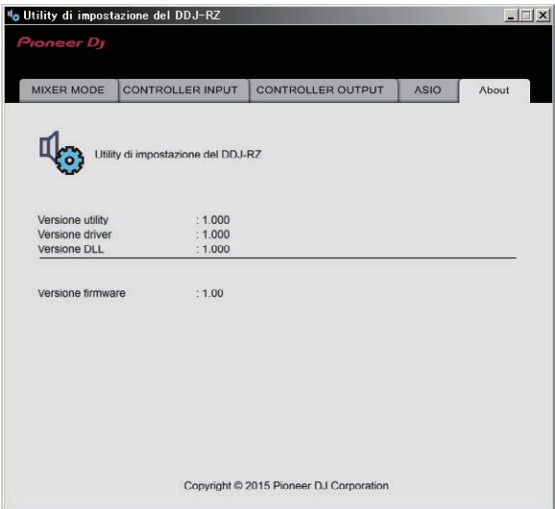 Utility di impostazione del DDJ-RZ
Pioneer Dj
MIXER MODE CONTROLLER INPUT CONTROLLER OUTPUT ASIO About
Utility di impostazione del DDJ-RZ
Versione utility : 1.000
Versione driver : 1.000
Versione DLL : 1.000
Versione firmware : 1.00
Copyright © 2015 Pioneer DJ Corporation